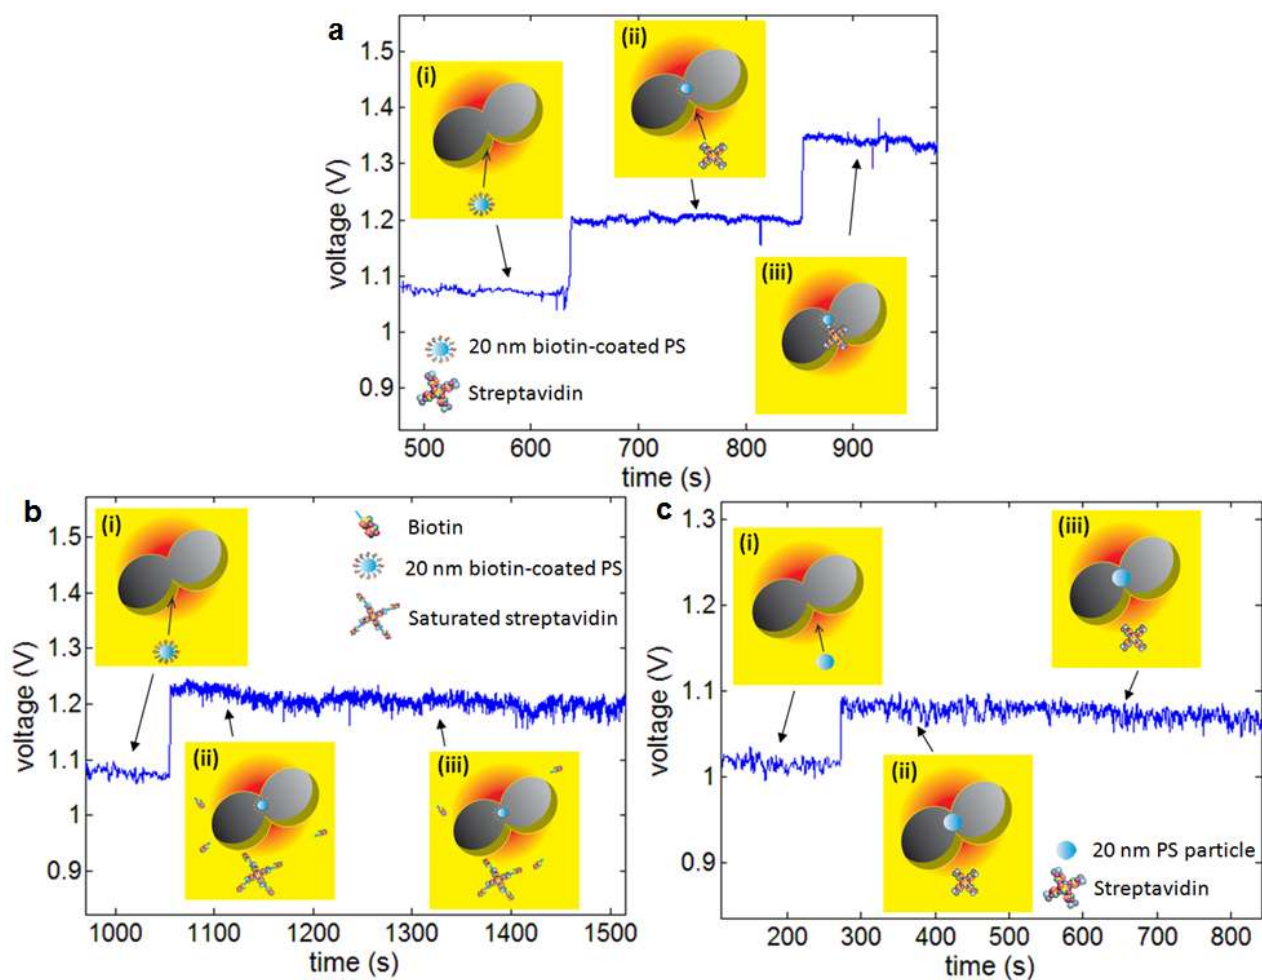 a
(i)
(ii)
(iii)
1.5
1.4
1.3
1.2
1.1
1
0.9
voltage (V)
20 nm biotin-coated PS
Streptavidin
500
600
700
800
900
time (s)
b
(i)
(ii)
(iii)
Biotin
20 nm biotin-coated PS
Saturated streptavidin
1.5
1.4
1.3
1.2
1.1
1
0.9
voltage (V)
1000
1100
1200
1300
1400
1500
time (s)
c
(i)
(ii)
(iii)
1.3
1.2
1.1
1
0.9
voltage (V)
20 nm PS particle
Streptavidin
200
300
400
500
600
700
800
time (s)